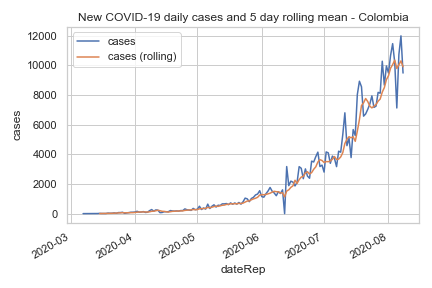 New COVID-19 daily cases and 5 day rolling mean - Colombia
cases
cases (rolling)
12000
10000
8000
6000
4000
2000
0
cases
2020-03
2020-04
2020-05
2020-06
2020-07
2020-08
dateRep